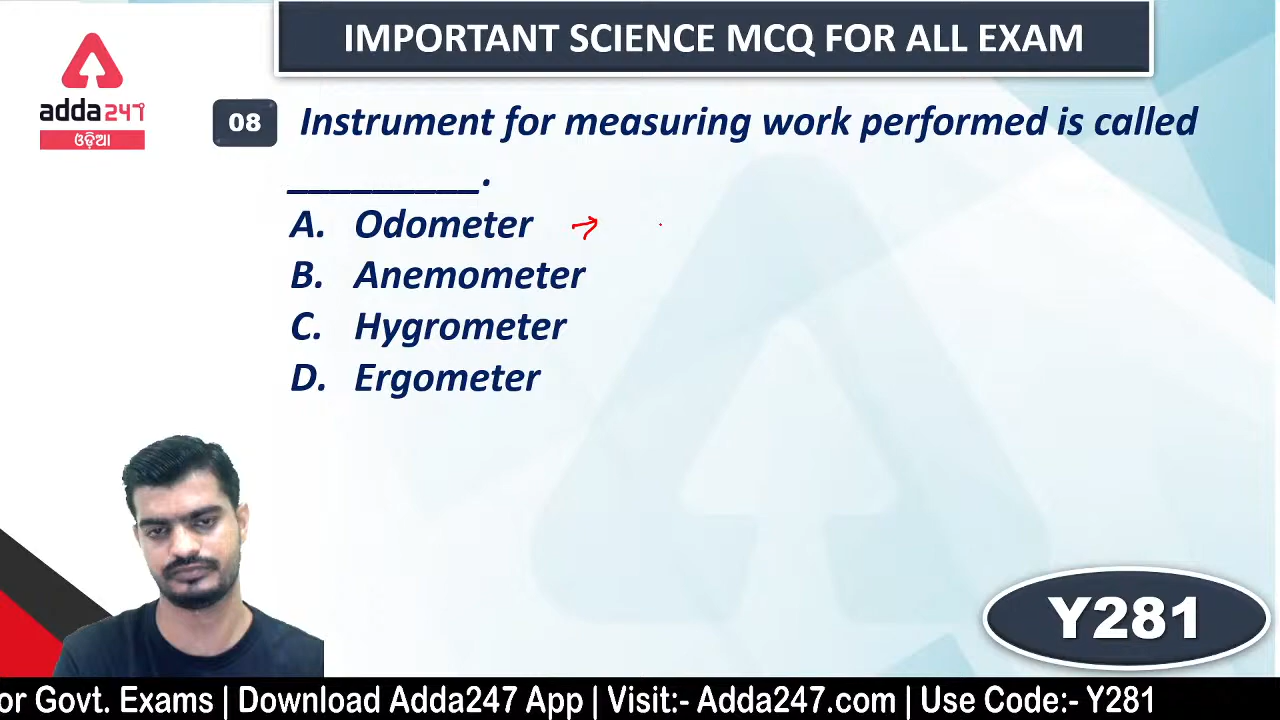 IMPORTANT SCIENCE MCQ FOR ALL EXAM
adda247
ଓଡ଼ିଆ
08 Instrument for measuring work performed is called
_________.
A. Odometer
B. Anemometer
C. Hygrometer
D. Ergometer
Y281
or Govt. Exams | Download Adda247 App | Visit:- Adda247.com | Use Code:- Y281